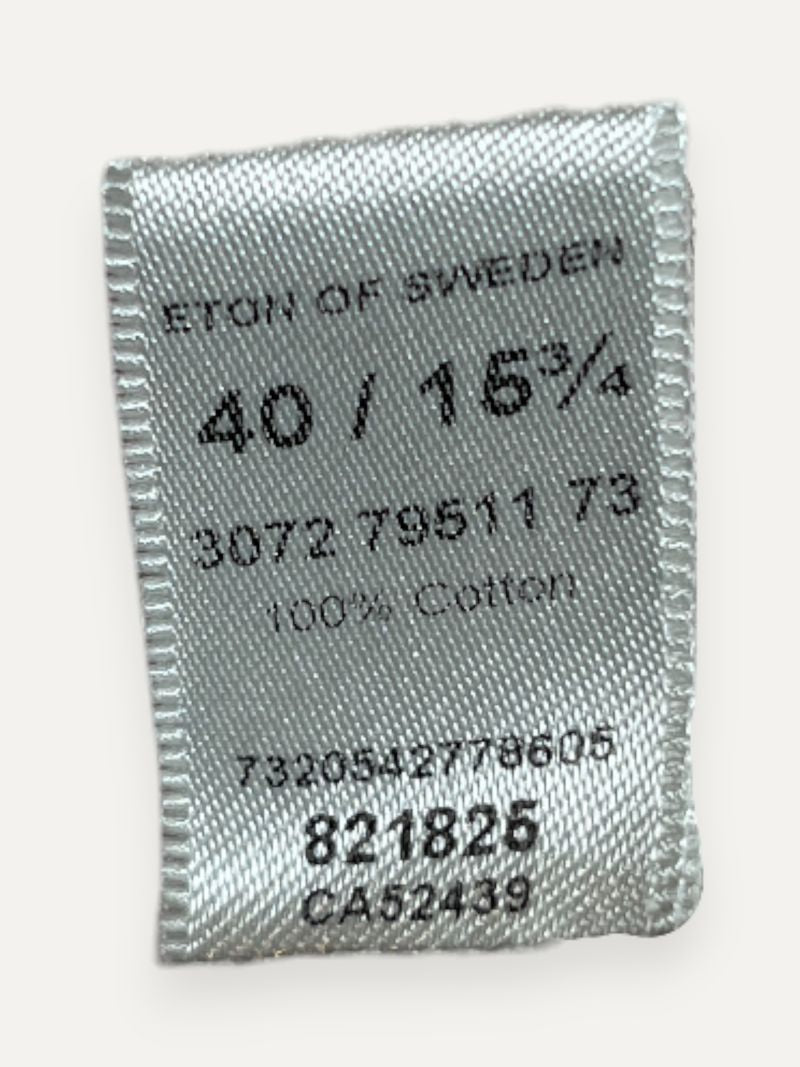 ETON OF SWEDEN
40 / 15¾
3072 79511 73
100% Cotton
7320542778605
821825
CA52439